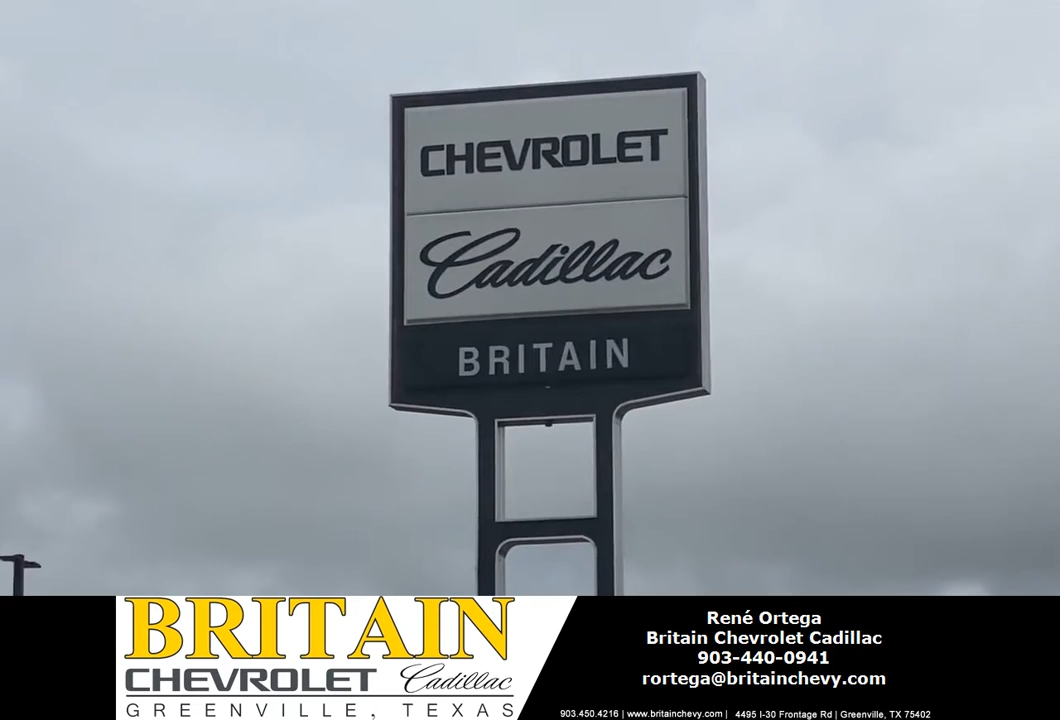 CHEVROLET
Cadillac
BRITAIN
BRITAIN
CHEVROLET Cadillac
GREENVILLE, TEXAS
René Ortega
Britain Chevrolet Cadillac
903-440-0941
rortega@britainchevy.com
903.450.4216 | www.britainchevy.com | 4495 I-30 Frontage Rd | Greenville, TX 75402